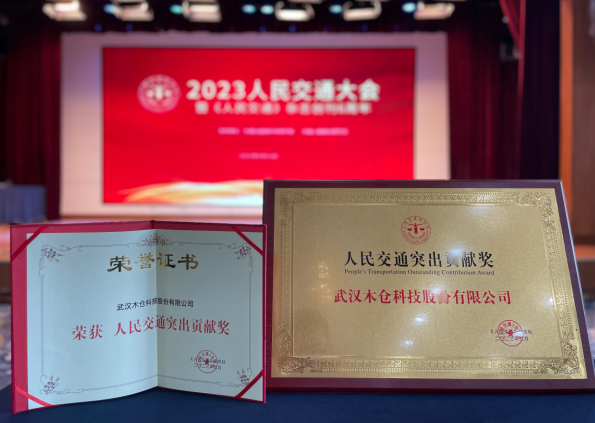 2023人民交通大会
暨《人民交通》杂志创刊6周年
荣誉证书
武汉木仓科技股份有限公司
荣获 人民交通突出贡献奖
人民交通突出贡献奖
People's Transportation Outstanding Contribution Award
武汉木仓科技股份有限公司